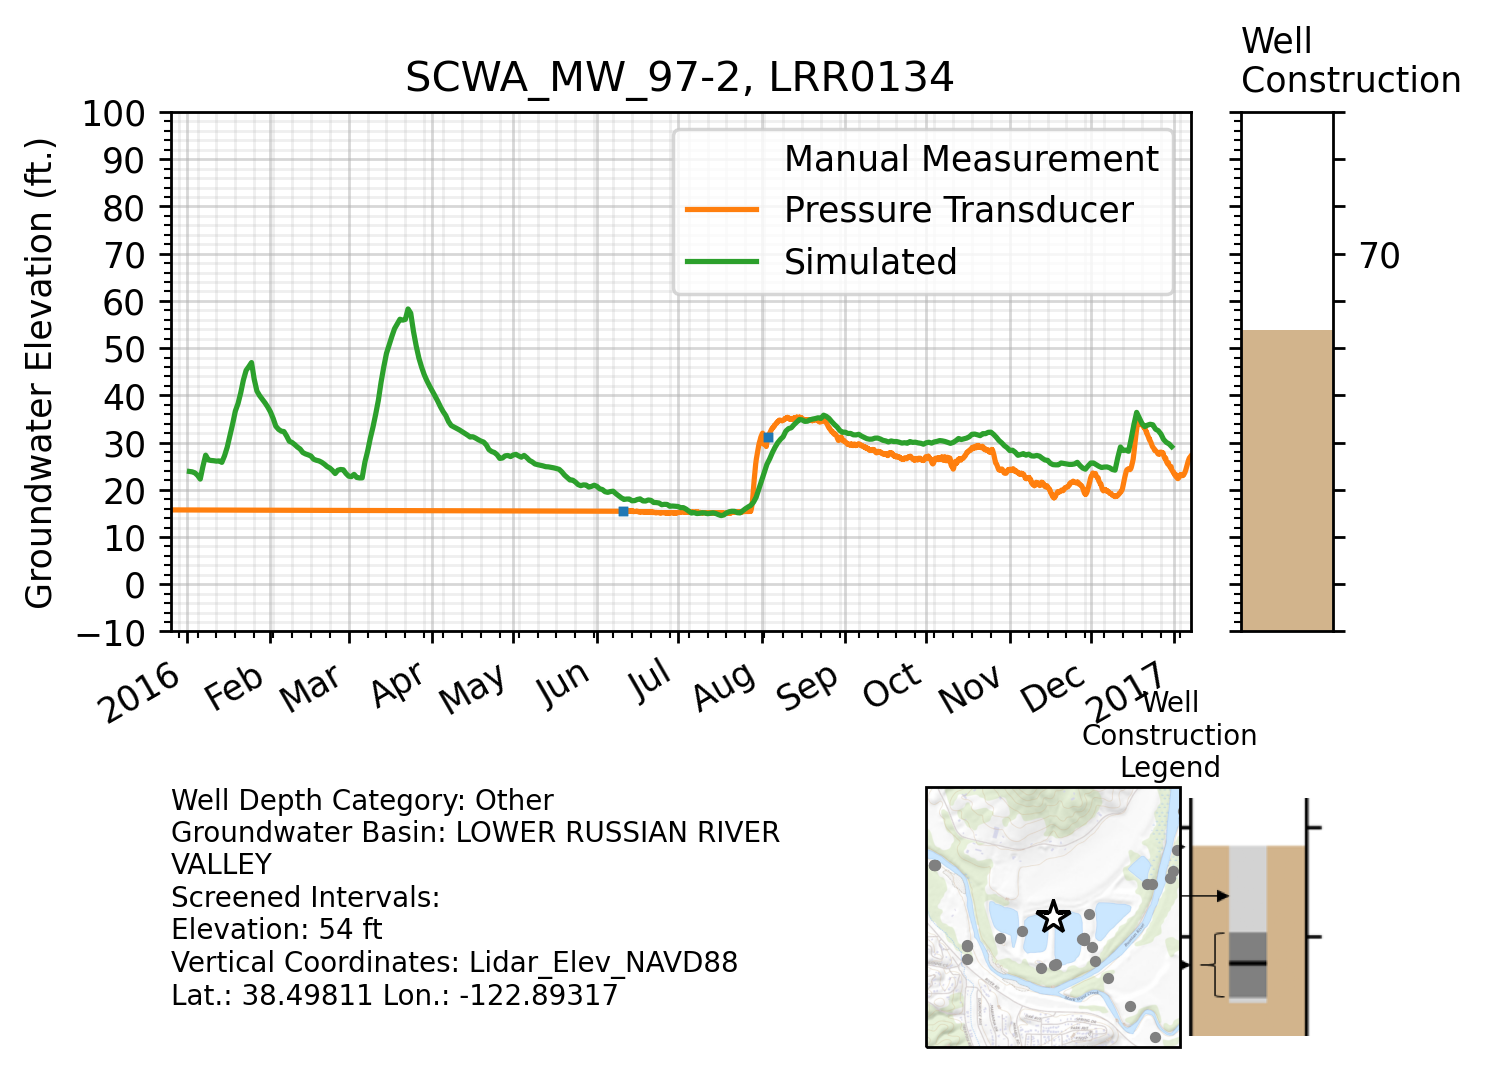 Well
Construction
SCWA_MW_97-2, LRR0134
Groundwater Elevation (ft.)
100
90
80
70
60
50
40
30
20
10
0
−10
Manual Measurement
Pressure Transducer
Simulated
70
2016 Feb Mar Apr May Jun Jul Aug Sep Oct Nov Dec 2017
Well
Construction
Legend
Well Depth Category: Other
Groundwater Basin: LOWER RUSSIAN RIVER
VALLEY
Screened Intervals:
Elevation: 54 ft
Vertical Coordinates: Lidar_Elev_NAVD88
Lat.: 38.49811 Lon.: -122.89317